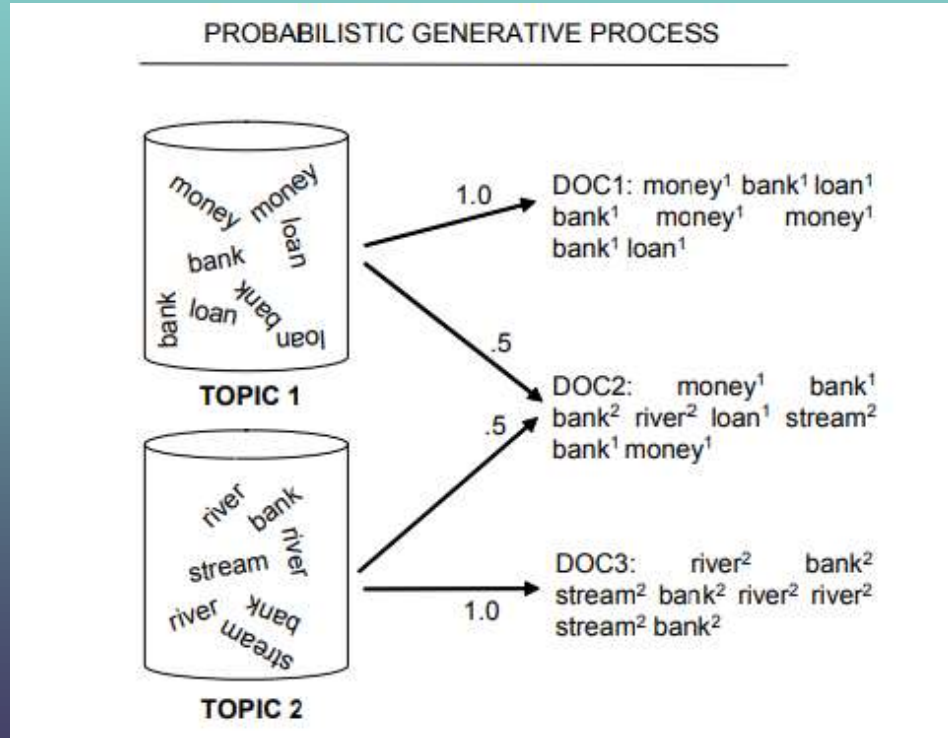 PROBABILISTIC GENERATIVE PROCESS
money
money
loan
bank
bank
loan
bank
loan
TOPIC 1
1.0
DOC1: money¹ bank¹ loan¹
bank¹ money¹ money¹
bank¹ loan¹
.5
DOC2: money¹ bank¹
bank² river² loan¹ stream²
bank¹ money¹
.5
river
bank
river
stream
river
bank
stream
TOPIC 2
1.0
DOC3: river² bank²
stream² bank² river² river²
stream² bank²